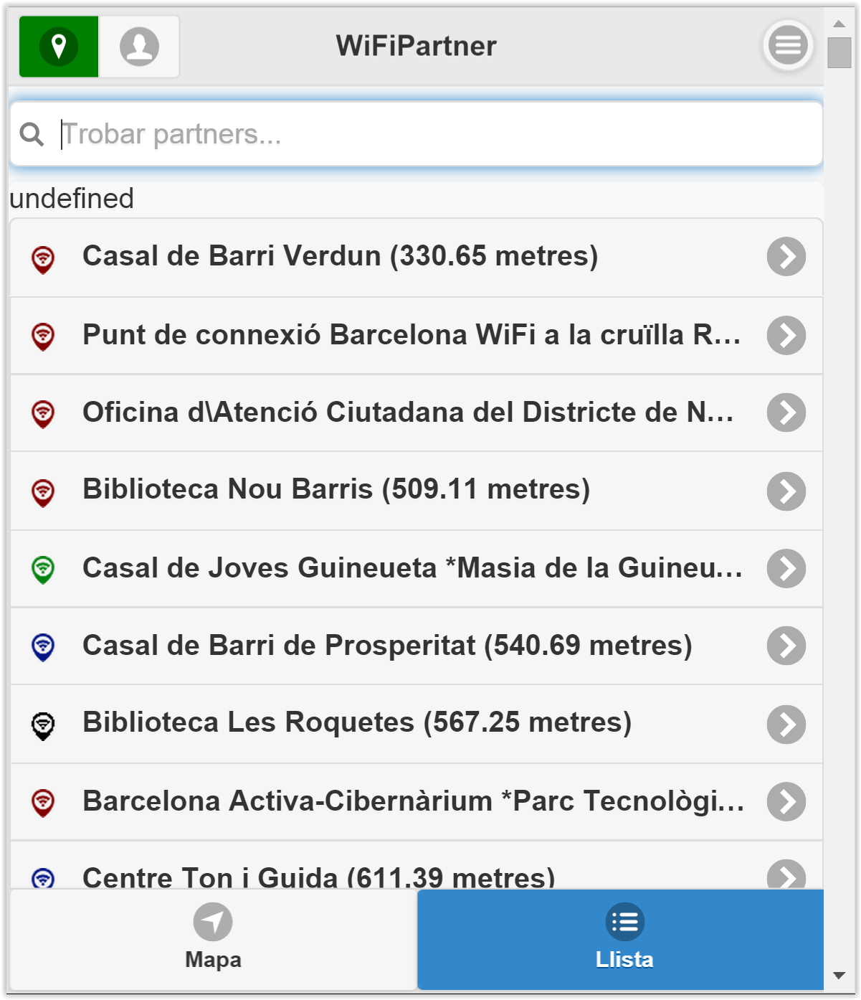 WiFiPartner
Trobar partners...
undefined
Casal de Barri Verdun (330.65 metres)
Punt de connexió Barcelona WiFi a la cruïlla R...
Oficina d\Atenció Ciutadana del Districte de N...
Biblioteca Nou Barris (509.11 metres)
Casal de Joves Guineueta *Masia de la Guineu...
Casal de Barri de Prosperitat (540.69 metres)
Biblioteca Les Roquetes (567.25 metres)
Barcelona Activa-Cibernàrium *Parc Tecnològi...
Centre Ton i Guida (611.39 metres)
Mapa
Llista